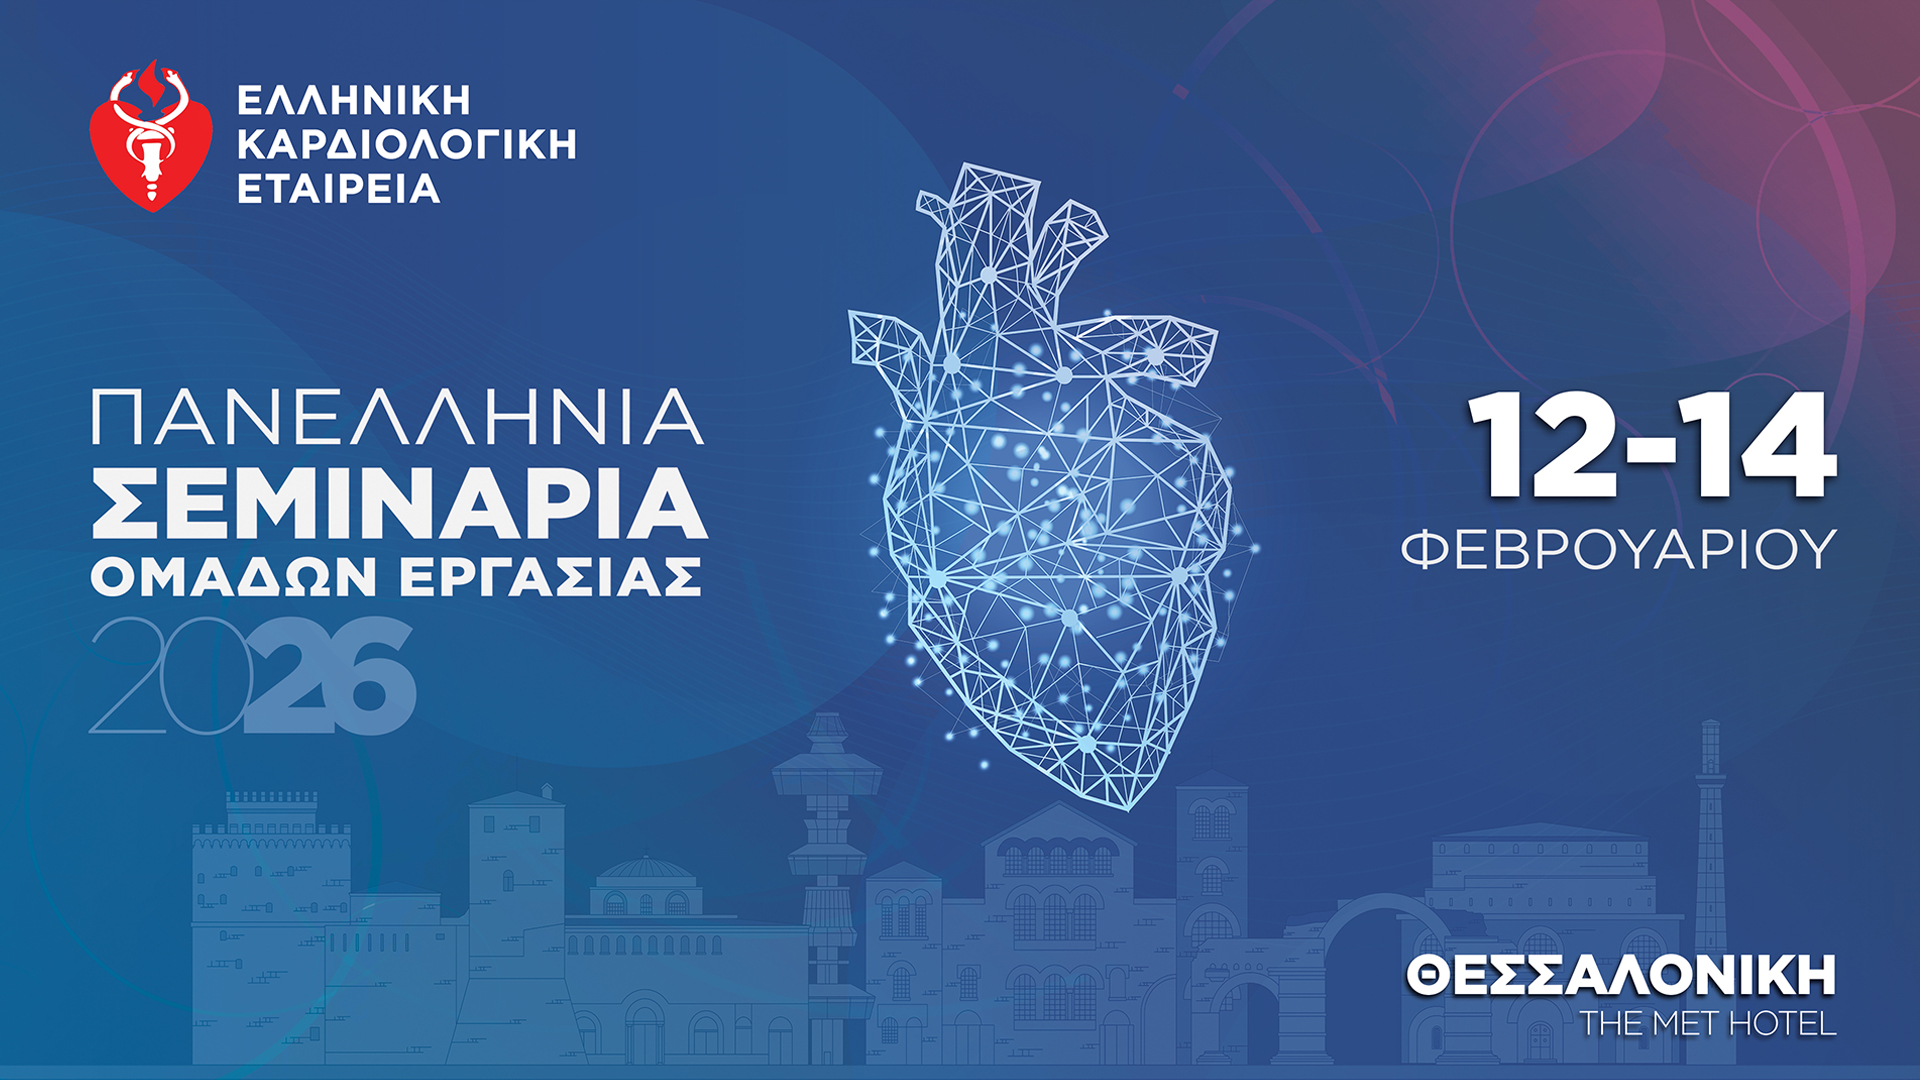 ΕΛΛΗΝΙΚΗ
ΚΑΡΔΙΟΛΟΓΙΚΗ
ΕΤΑΙΡΕΙΑ
ΠΑΝΕΛΛΗΝΙΑ
ΣΕΜΙΝΑΡΙΑ
ΟΜΑΔΩΝ ΕΡΓΑΣΙΑΣ
2026
12-14
ΦΕΒΡΟΥΑΡΙΟΥ
ΘΕΣΣΑΛΟΝΙΚΗ
THE MET HOTEL